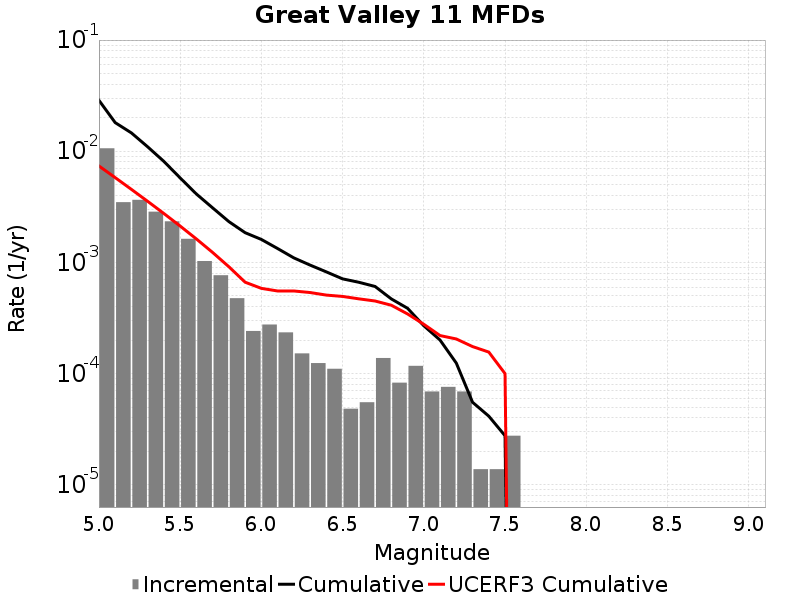 Great Valley 11 MFDs
10-1
10-2
10-3
10-4
10-5
Rate (1/yr)
5.0 5.5 6.0 6.5 7.0 7.5 8.0 8.5 9.0
Magnitude
Incremental Cumulative UCERF3 Cumulative